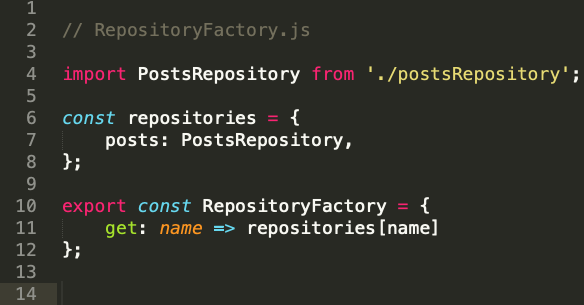 1
2 // RepositoryFactory.js
3
4 import PostsRepository from './postsRepository';
5
6 const repositories = {
7     posts: PostsRepository,
8 };
9
10 export const RepositoryFactory = {
11     get: name => repositories[name]
12 };
13
14